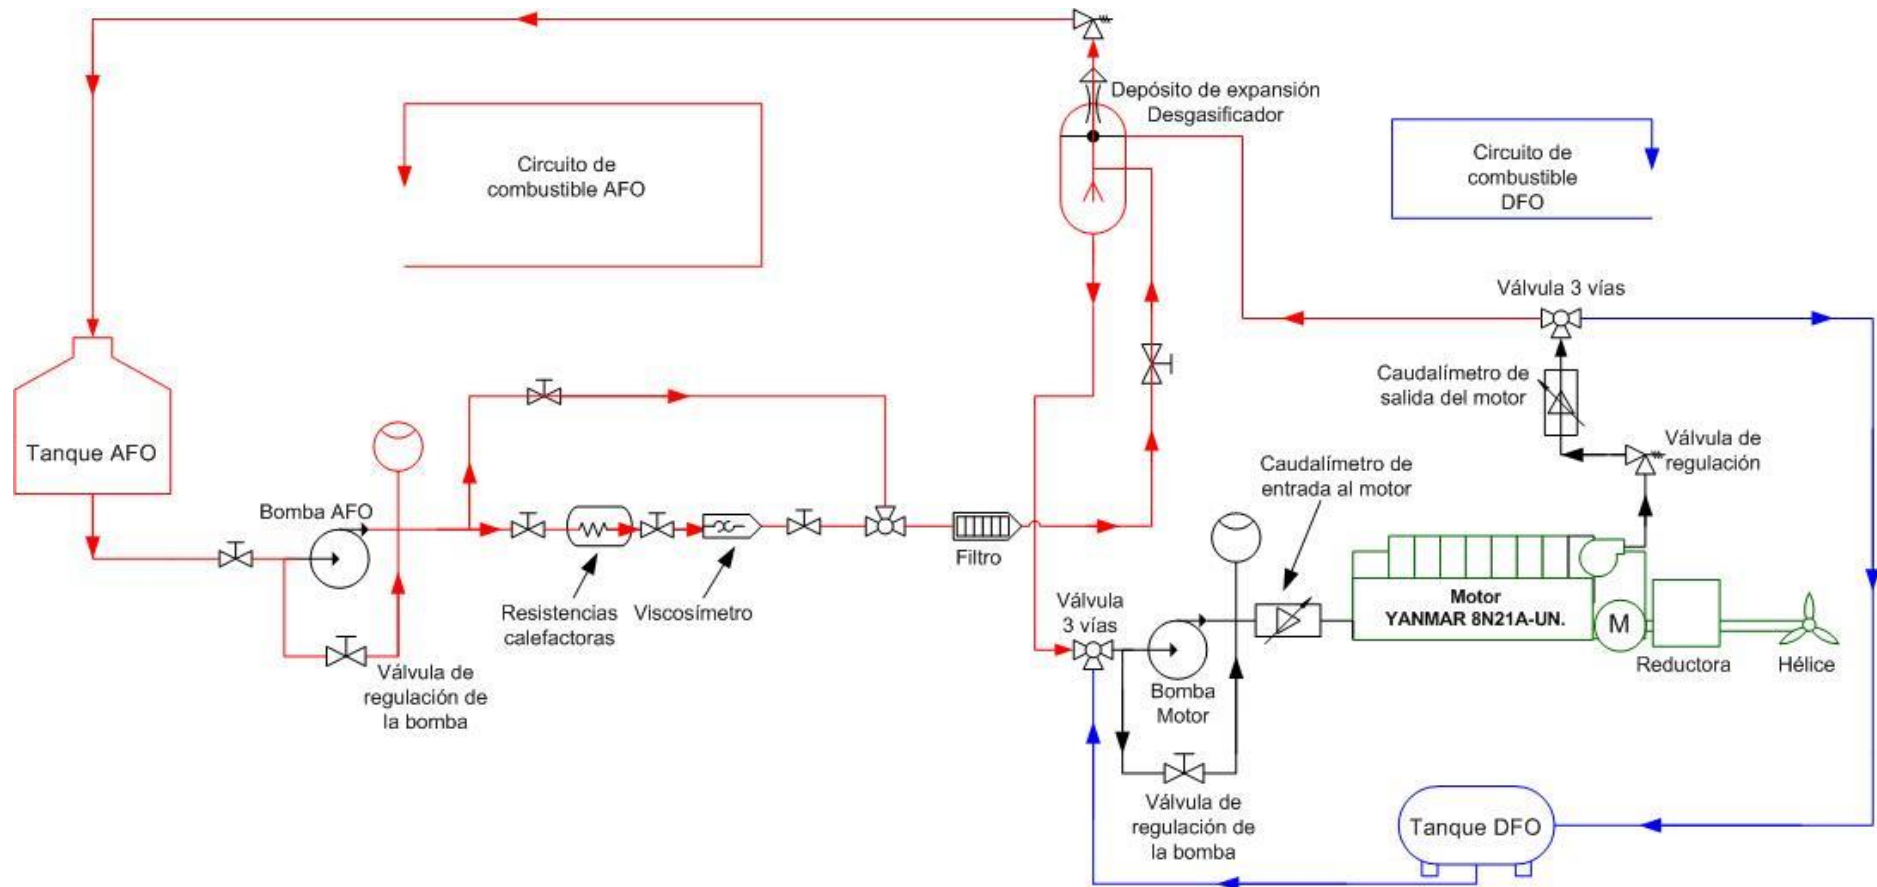 Depósito de expansión
Desgasificador
Circuito de
combustible AFO
Circuito de
combustible
DFO
Válvula 3 vías
Caudalímetro de
salida del motor
Válvula de
regulación
Tanque AFO
Caudalímetro de
entrada al motor
Bomba AFO
Filtro
Resistencias
calefactoras
Viscosímetro
Válvula
3 vías
Motor
YANMAR 8N21A-UN.
M
Reductora
Hélice
Válvula de
regulación de
la bomba
Bomba
Motor
Válvula de
regulación de
la bomba
Tanque DFO